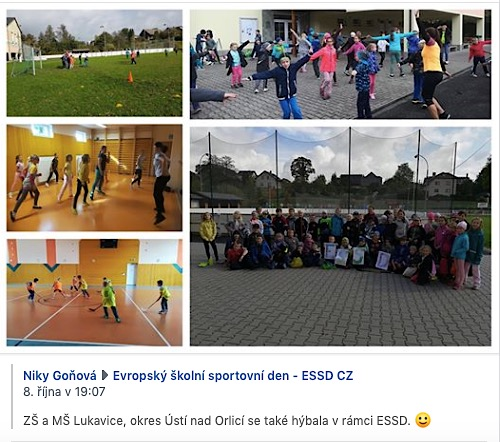 Niky Goňová ▶ Evropský školní sportovní den - ESSD CZ
8. října v 19:07
ZŠ a MŠ Lukavice, okres Ústí nad Orlicí se také hýbala v rámci ESSD. 🙂